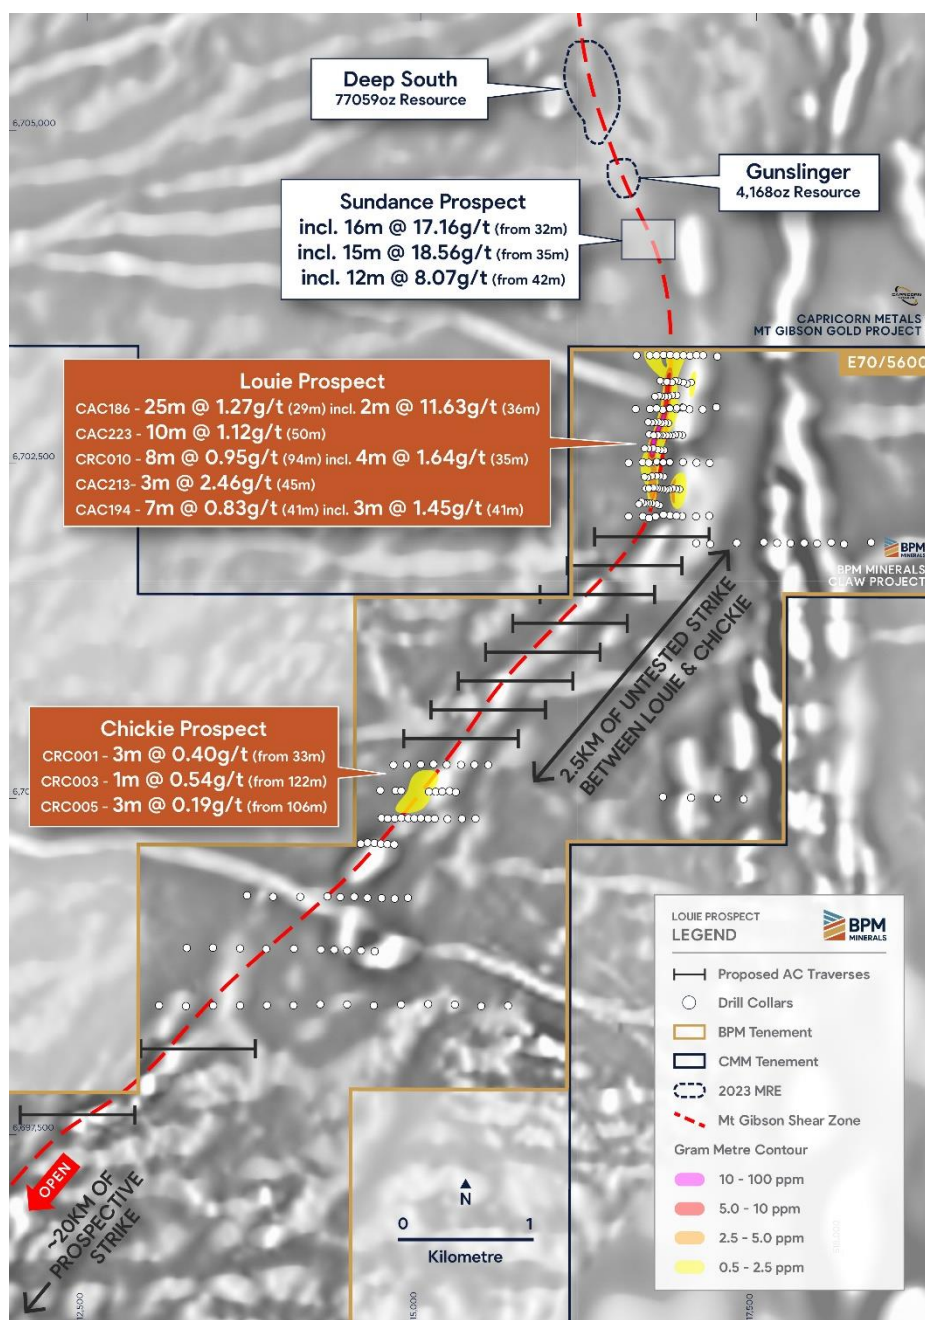 6,705,000
Deep South
77059oz Resource
Gunslinger
4,168oz Resource
Sundance Prospect
incl. 16m @ 17.16g/t (from 32m)
incl. 15m @ 18.56g/t (from 35m)
incl. 12m @ 8.07g/t (from 42m)
CAPRICORN METALS
MT GIBSON GOLD PROJECT
E70/5600
Louie Prospect
CAC186 - 25m @ 1.27g/t (29m) incl. 2m @ 11.63g/t (36m)
CAC223 - 10m @ 1.12g/t (50m)
CRC010 - 8m @ 0.95g/t (94m) incl. 4m @ 1.64g/t (35m)
CAC213- 3m @ 2.46g/t (45m)
CAC194 - 7m @ 0.83g/t (41m) incl. 3m @ 1.45g/t (41m)
6,702,500
BPM
MINERALS
BPM MINERALS
CLAW PROJECT
2.5KM OF UNTESTED STRIKE
BETWEEN LOUIE & CHICKIE
Chickie Prospect
CRC001 - 3m @ 0.40g/t (from 33m)
CRC003 - 1m @ 0.54g/t (from 122m)
CRC005 - 3m @ 0.19g/t (from 106m)
LOUIE PROSPECT
LEGEND
BPM
MINERALS
Proposed AC Traverses
Drill Collars
BPM Tenement
CMM Tenement
2023 MRE
Mt Gibson Shear Zone
Gram Metre Contour
10 - 100 ppm
5.0 - 10 ppm
2.5 - 5.0 ppm
0.5 - 2.5 ppm
6,697,500
OPEN
~20KM OF
PROSPECTIVE
STRIKE
N
0 1
Kilometre
12,500
15,000
17,500